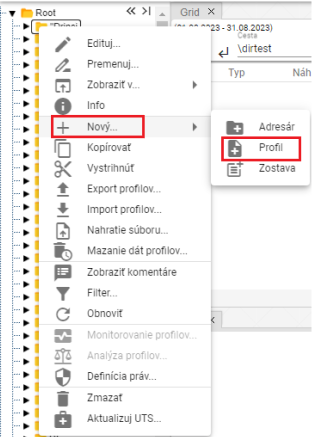 Root
Grid
(01.08.2023 - 31.08.2023)
Cesta
\dirtest
Typ
Náh
Edituj...
Premenuj...
Zobraziť v...
Info
Nový...
Kopírovať
Vystrihnúť
Export profilov...
Import profilov...
Nahratie súboru...
Mazanie dát profilov...
Zobraziť komentáre
Filter...
Obnoviť
Monitorovanie profilov...
Analýza profilov...
Definícia práv...
Zmazať
Aktualizuj UTS...
Adresár
Profil
Zostava